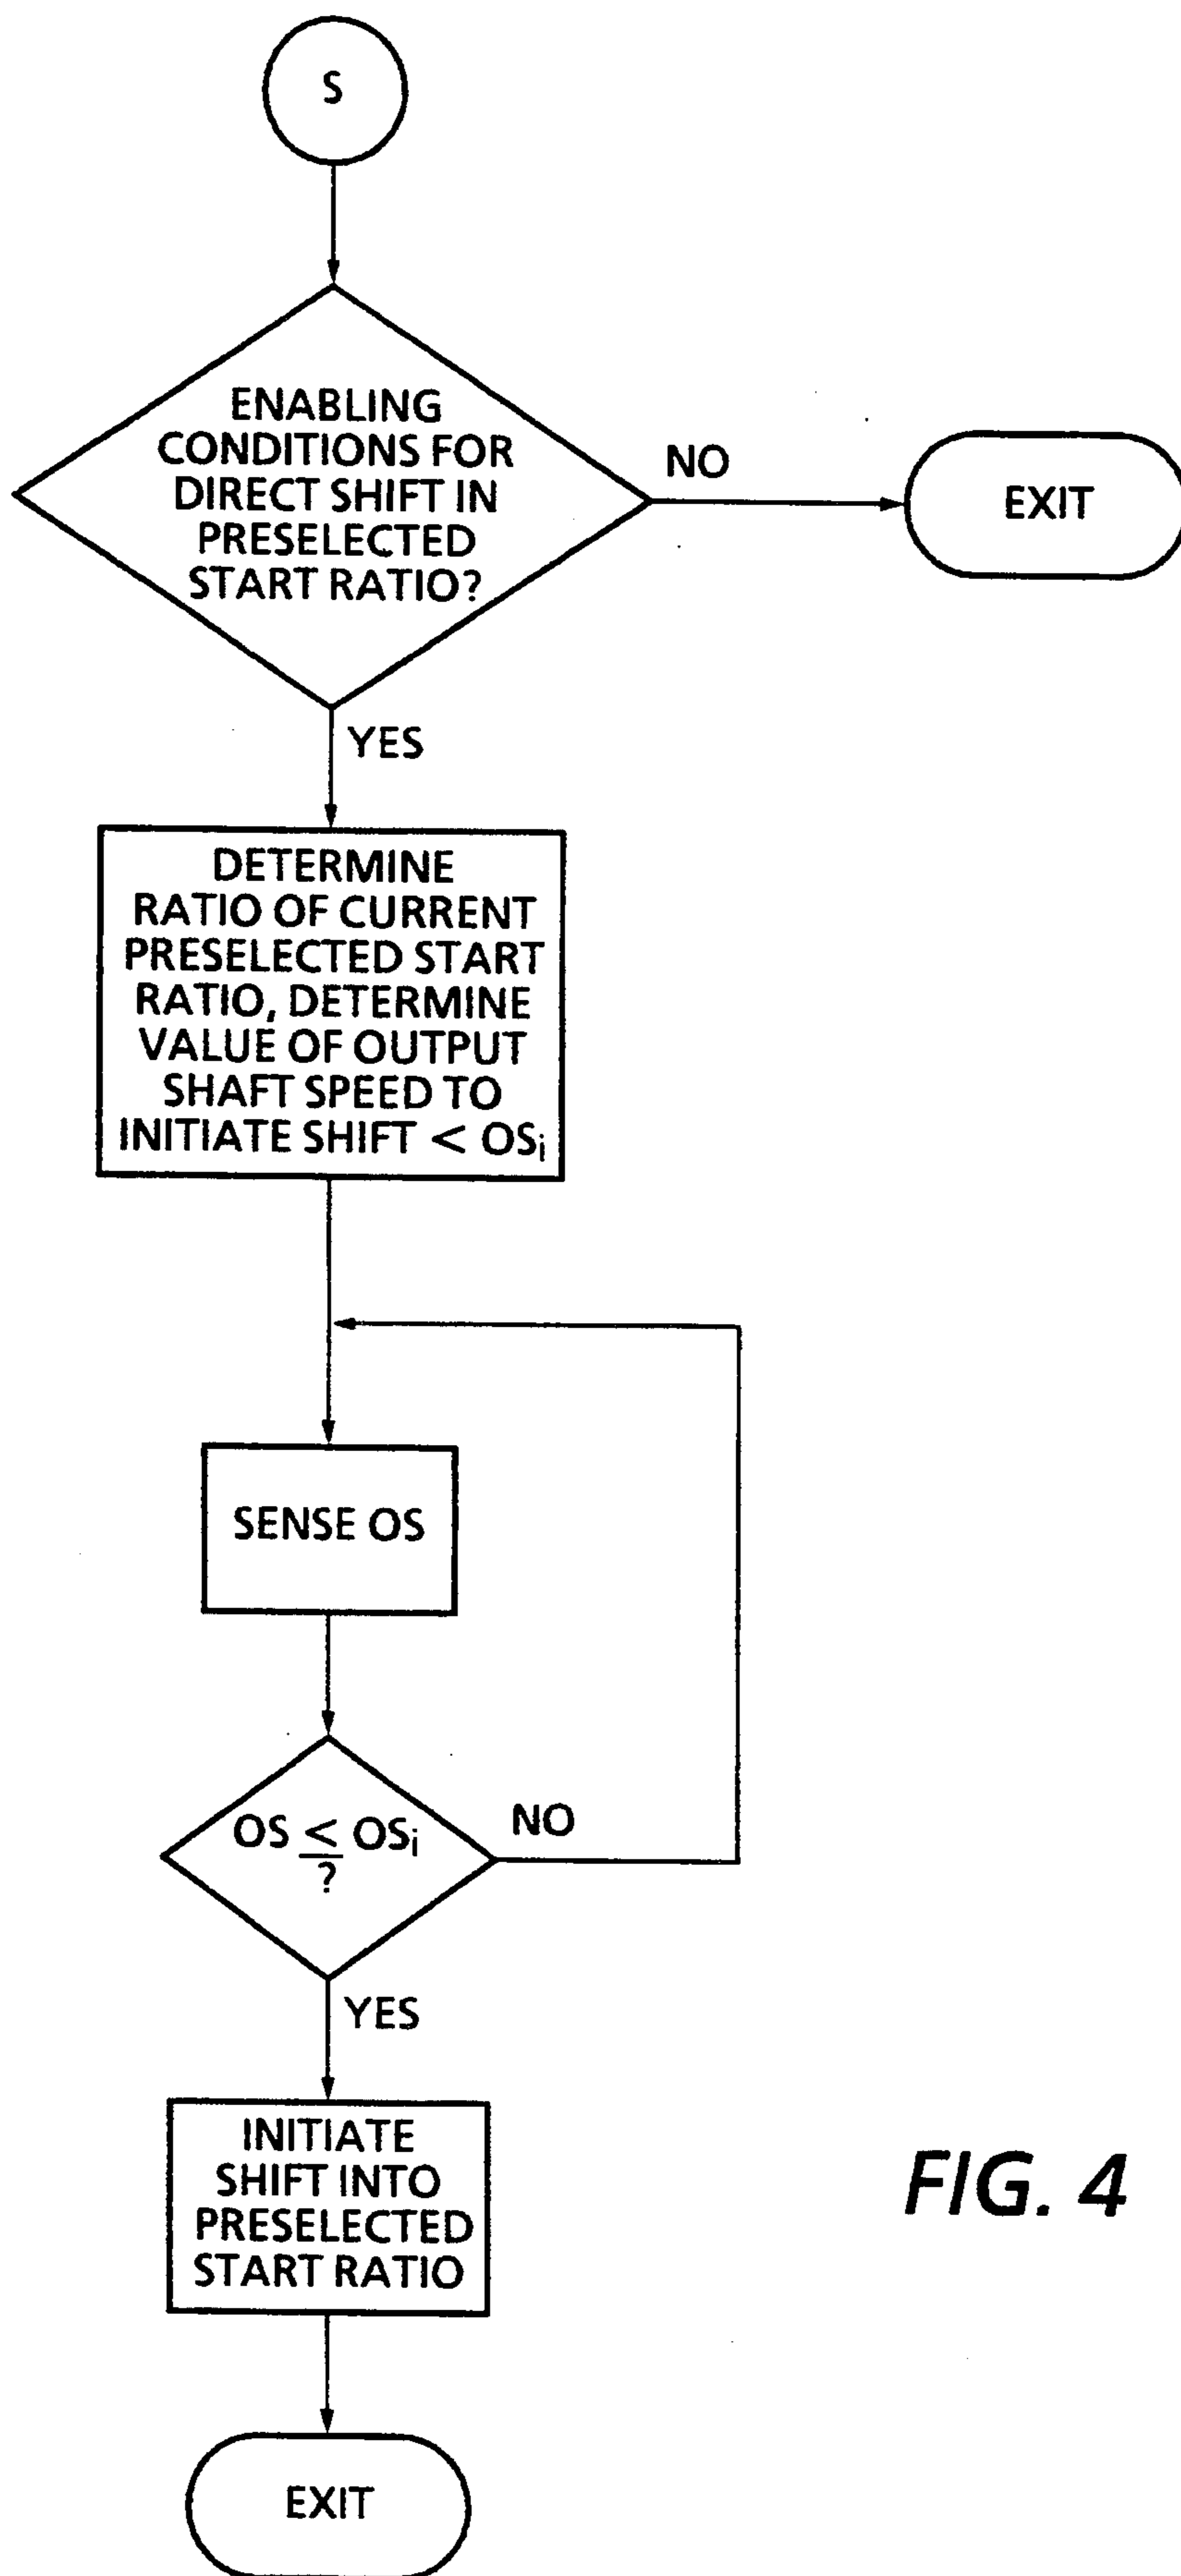 S
ENABLING
CONDITIONS FOR
DIRECT SHIFT IN
PRESELECTED
START RATIO?
NO
EXIT
YES
DETERMINE
RATIO OF CURRENT
PRESELECTED START
RATIO, DETERMINE
VALUE OF OUTPUT
SHAFT SPEED TO
INITIATE SHIFT < OSi
SENSE OS
OS ≤ OSi
?
NO
YES
INITIATE
SHIFT INTO
PRESELECTED
START RATIO
EXIT
FIG. 4